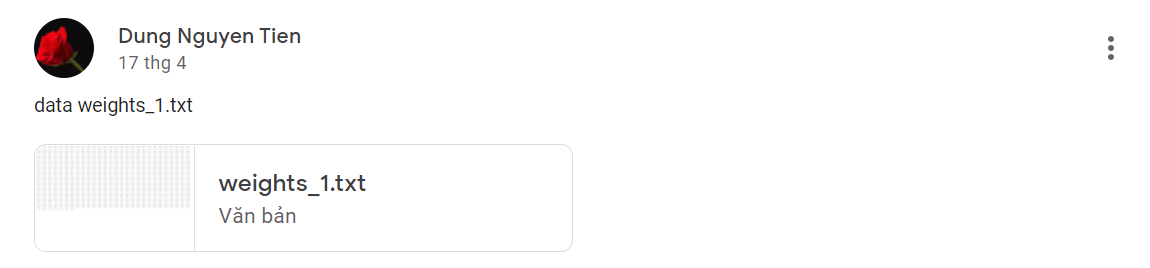 Dung Nguyen Tien
17 thg 4
data weights_1.txt
weights_1.txt
Văn bản